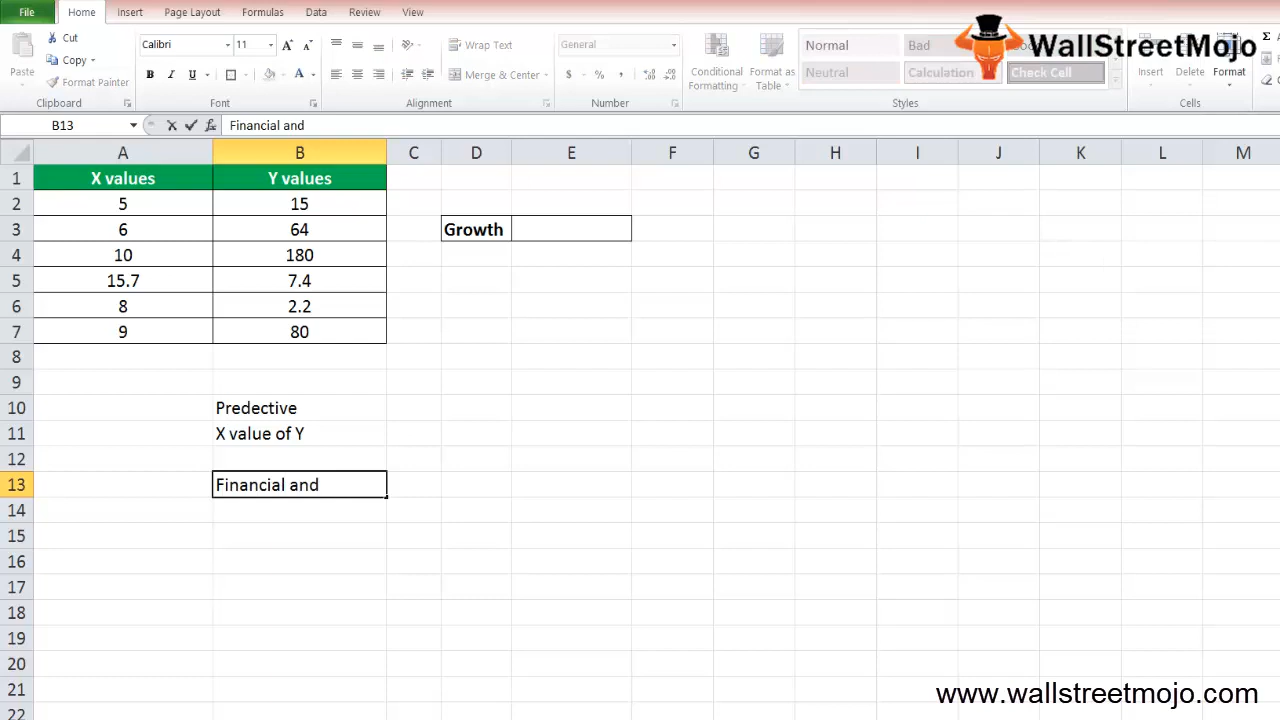 File Home Insert Page Layout Formulas Data Review View
WallStreetMojo
Cut
Copy
Format Painter
Paste
Clipboard
Calibri 11
B I U
Font
Wrap Text
Merge & Center
Alignment
General
$ % ,
Number
Conditional Formatting
Format as Table
Normal Bad
Neutral Calculation Check Cell
Styles
Insert Delete Format
Cells
B13 fx Financial and
A B C D E F G H I J K L M
1 X values Y values
2 5 15
3 6 64 Growth
4 10 180
5 15.7 7.4
6 8 2.2
7 9 80
8
9
10 Predective
11 X value of Y
12
13 Financial and
14
15
16
17
18
19
20
21
22
www.wallstreetmojo.com